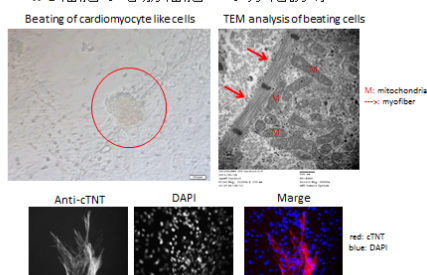 Beating of cardiomyocyte like cells
TEM analysis of beating cells
M
M
M
M: mitochondria
--->: myofiber
Anti-cTNT
DAPI
Marge
red: cTNT
blue: DAPI